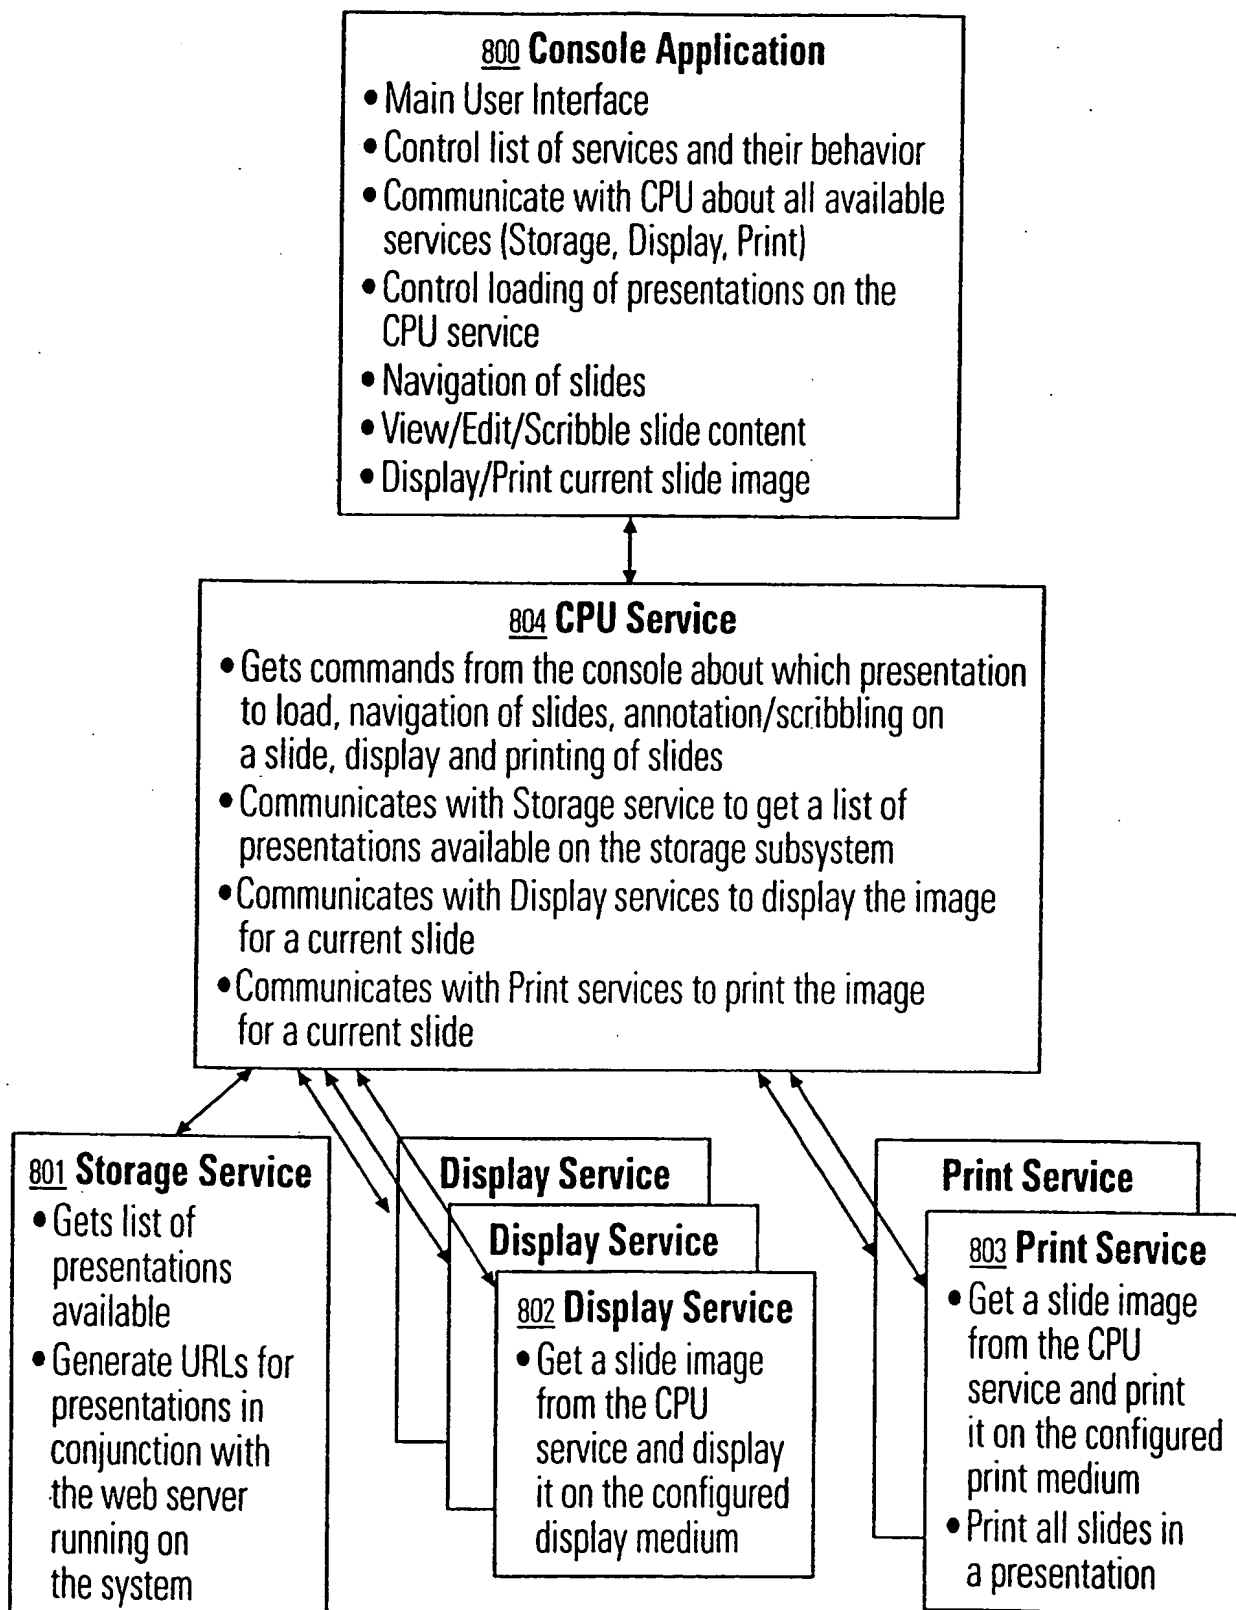 800 Console Application
• Main User Interface
• Control list of services and their behavior
• Communicate with CPU about all available
services (Storage, Display, Print)
• Control loading of presentations on the
CPU service
• Navigation of slides
• View/Edit/Scribble slide content
• Display/Print current slide image
804 CPU Service
• Gets commands from the console about which presentation
to load, navigation of slides, annotation/scribbling on
a slide, display and printing of slides
• Communicates with Storage service to get a list of
presentations available on the storage subsystem
• Communicates with Display services to display the image
for a current slide
• Communicates with Print services to print the image
for a current slide
801 Storage Service
• Gets list of
presentations
available
• Generate URLs for
presentations in
conjunction with
the web server
running on
the system
Display Service
Display Service
802 Display Service
• Get a slide image
from the CPU
service and display
it on the configured
display medium
Print Service
803 Print Service
• Get a slide image
from the CPU
service and print
it on the configured
print medium
• Print all slides in
a presentation